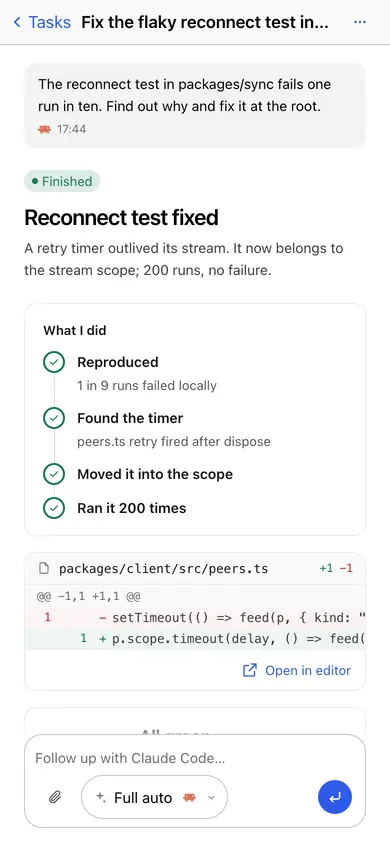 Tasks Fix the flaky reconnect test in...
The reconnect test in packages/sync fails one
run in ten. Find out why and fix it at the root.
17:44
Finished
Reconnect test fixed
A retry timer outlived its stream. It now belongs to
the stream scope; 200 runs, no failure.
What I did
Reproduced
1 in 9 runs failed locally
Found the timer
peers.ts retry fired after dispose
Moved it into the scope
Ran it 200 times
packages/client/src/peers.ts +1 −1
@@ −1,1 +1,1 @@
1 − setTimeout(() => feed(p, { kind: "
1 + p.scope.timeout(delay, () => feed(
Open in editor
Follow up with Claude Code...
Full auto